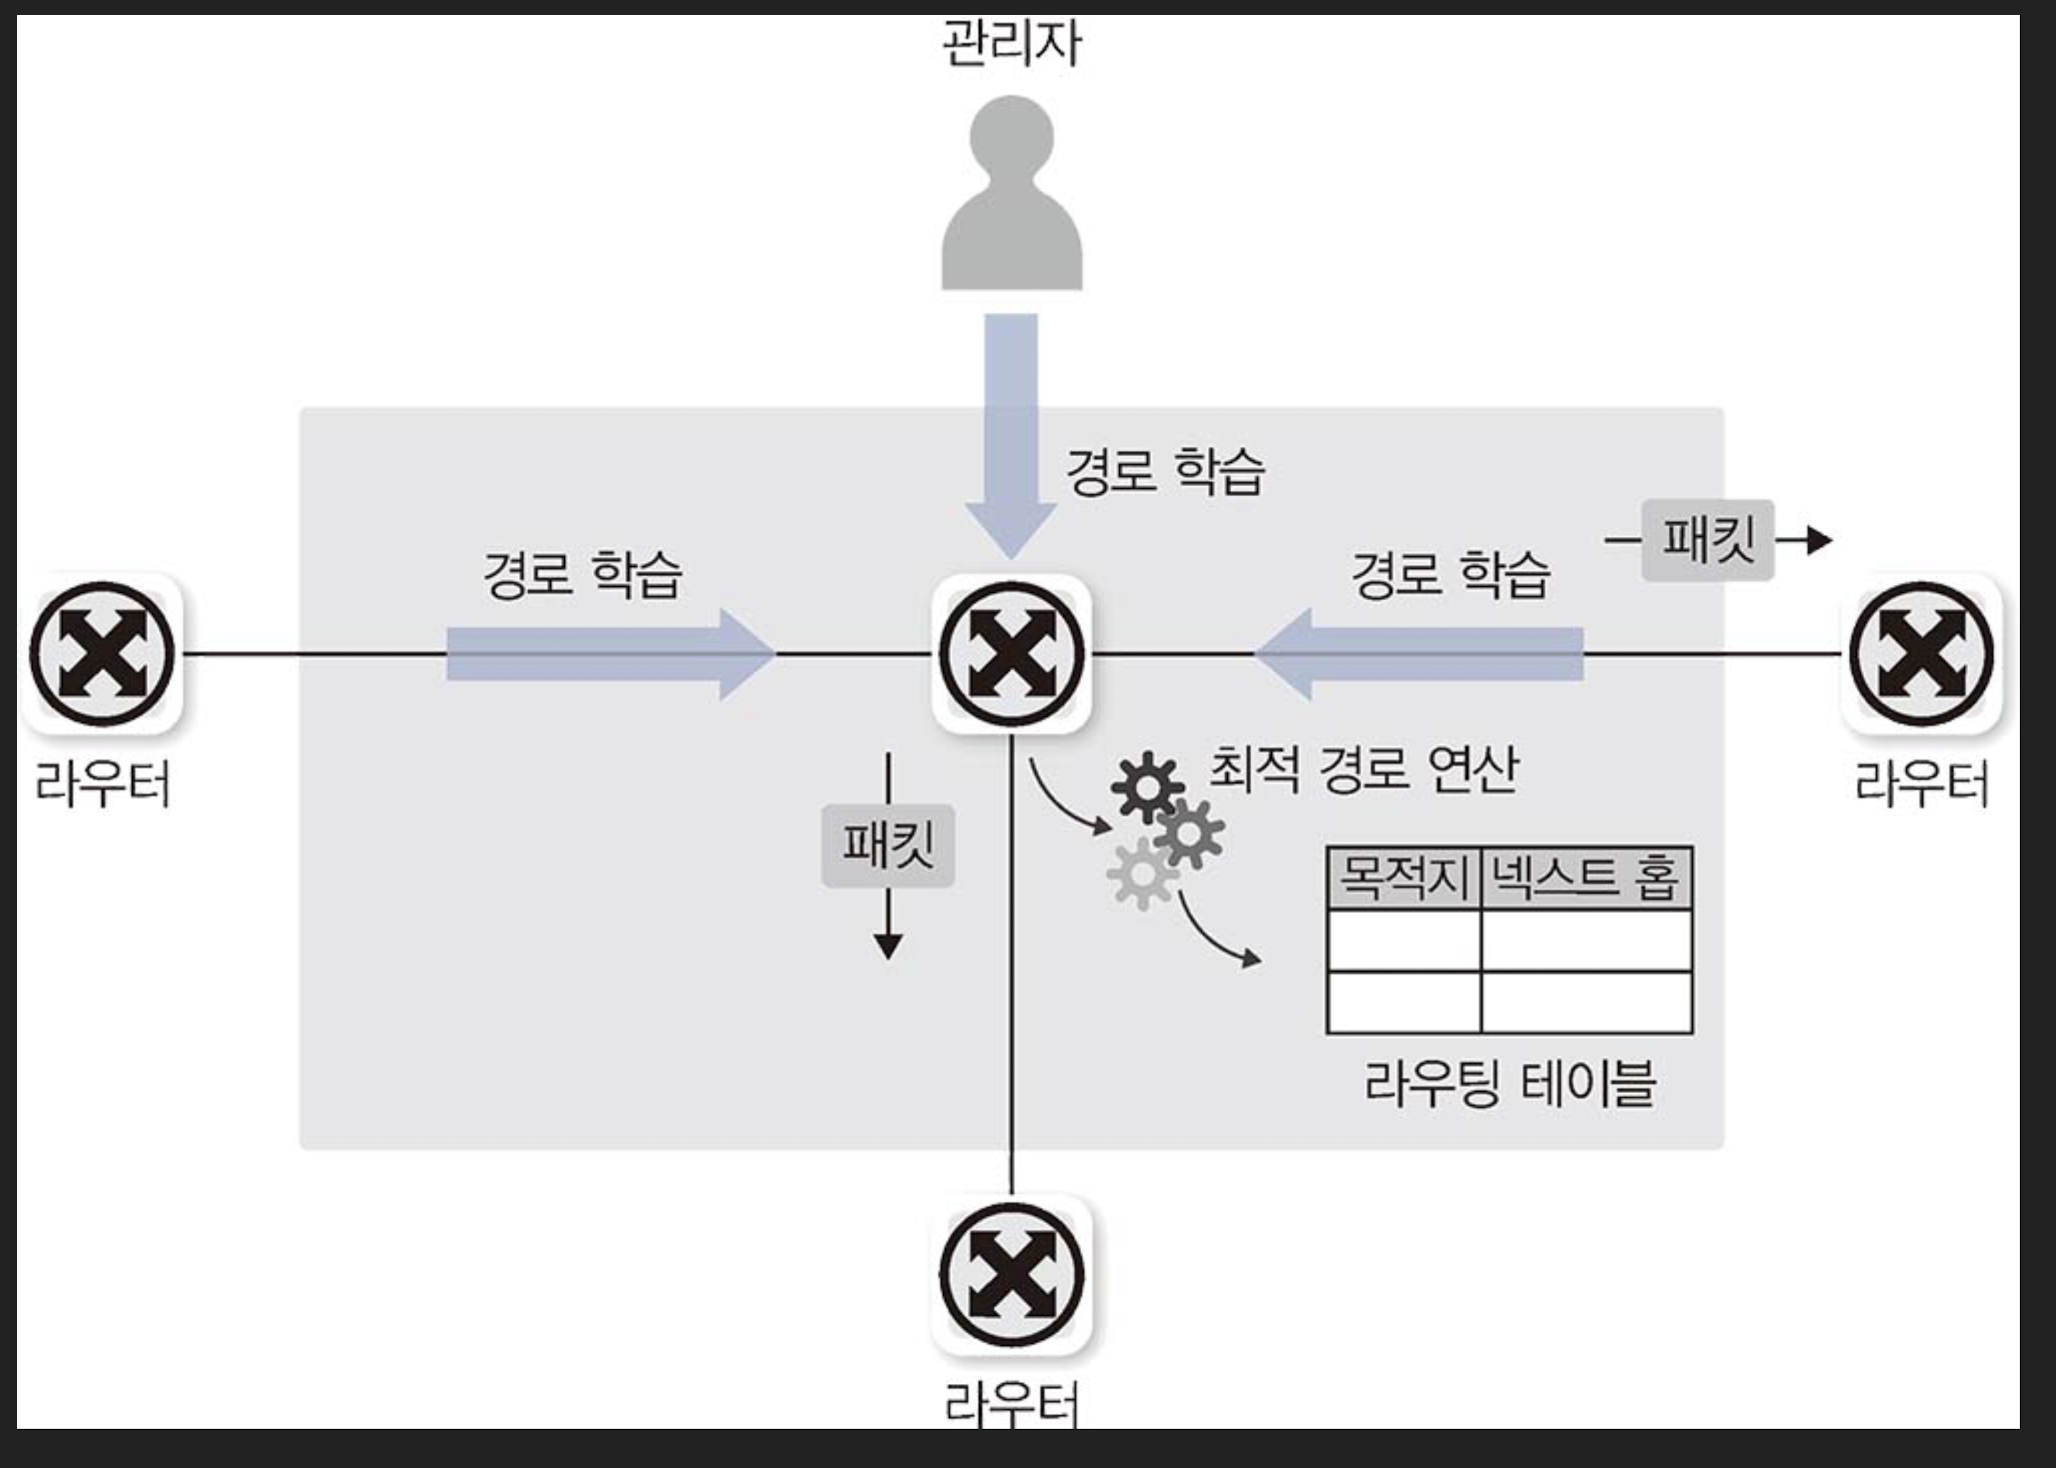 관리자
경로 학습
패킷
경로 학습
경로 학습
라우터
라우터
최적 경로 연산
패킷
목적지 넥스트 홉
라우팅 테이블
라우터